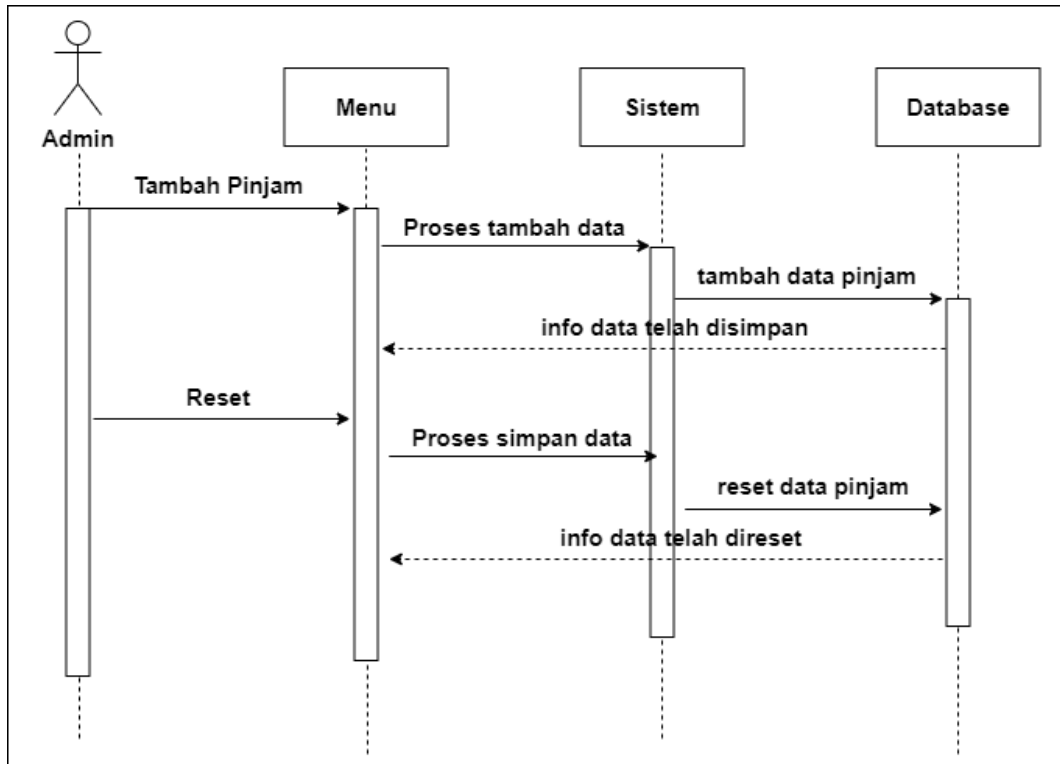 Admin
Menu
Sistem
Database
Tambah Pinjam
Proses tambah data
tambah data pinjam
info data telah disimpan
Reset
Proses simpan data
reset data pinjam
info data telah direset